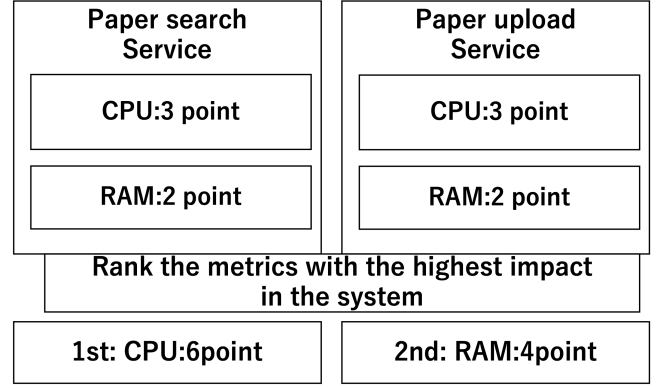 Paper search
Service
CPU:3 point
RAM:2 point
Paper upload
Service
CPU:3 point
RAM:2 point
Rank the metrics with the highest impact
in the system
1st: CPU:6point
2nd: RAM:4point